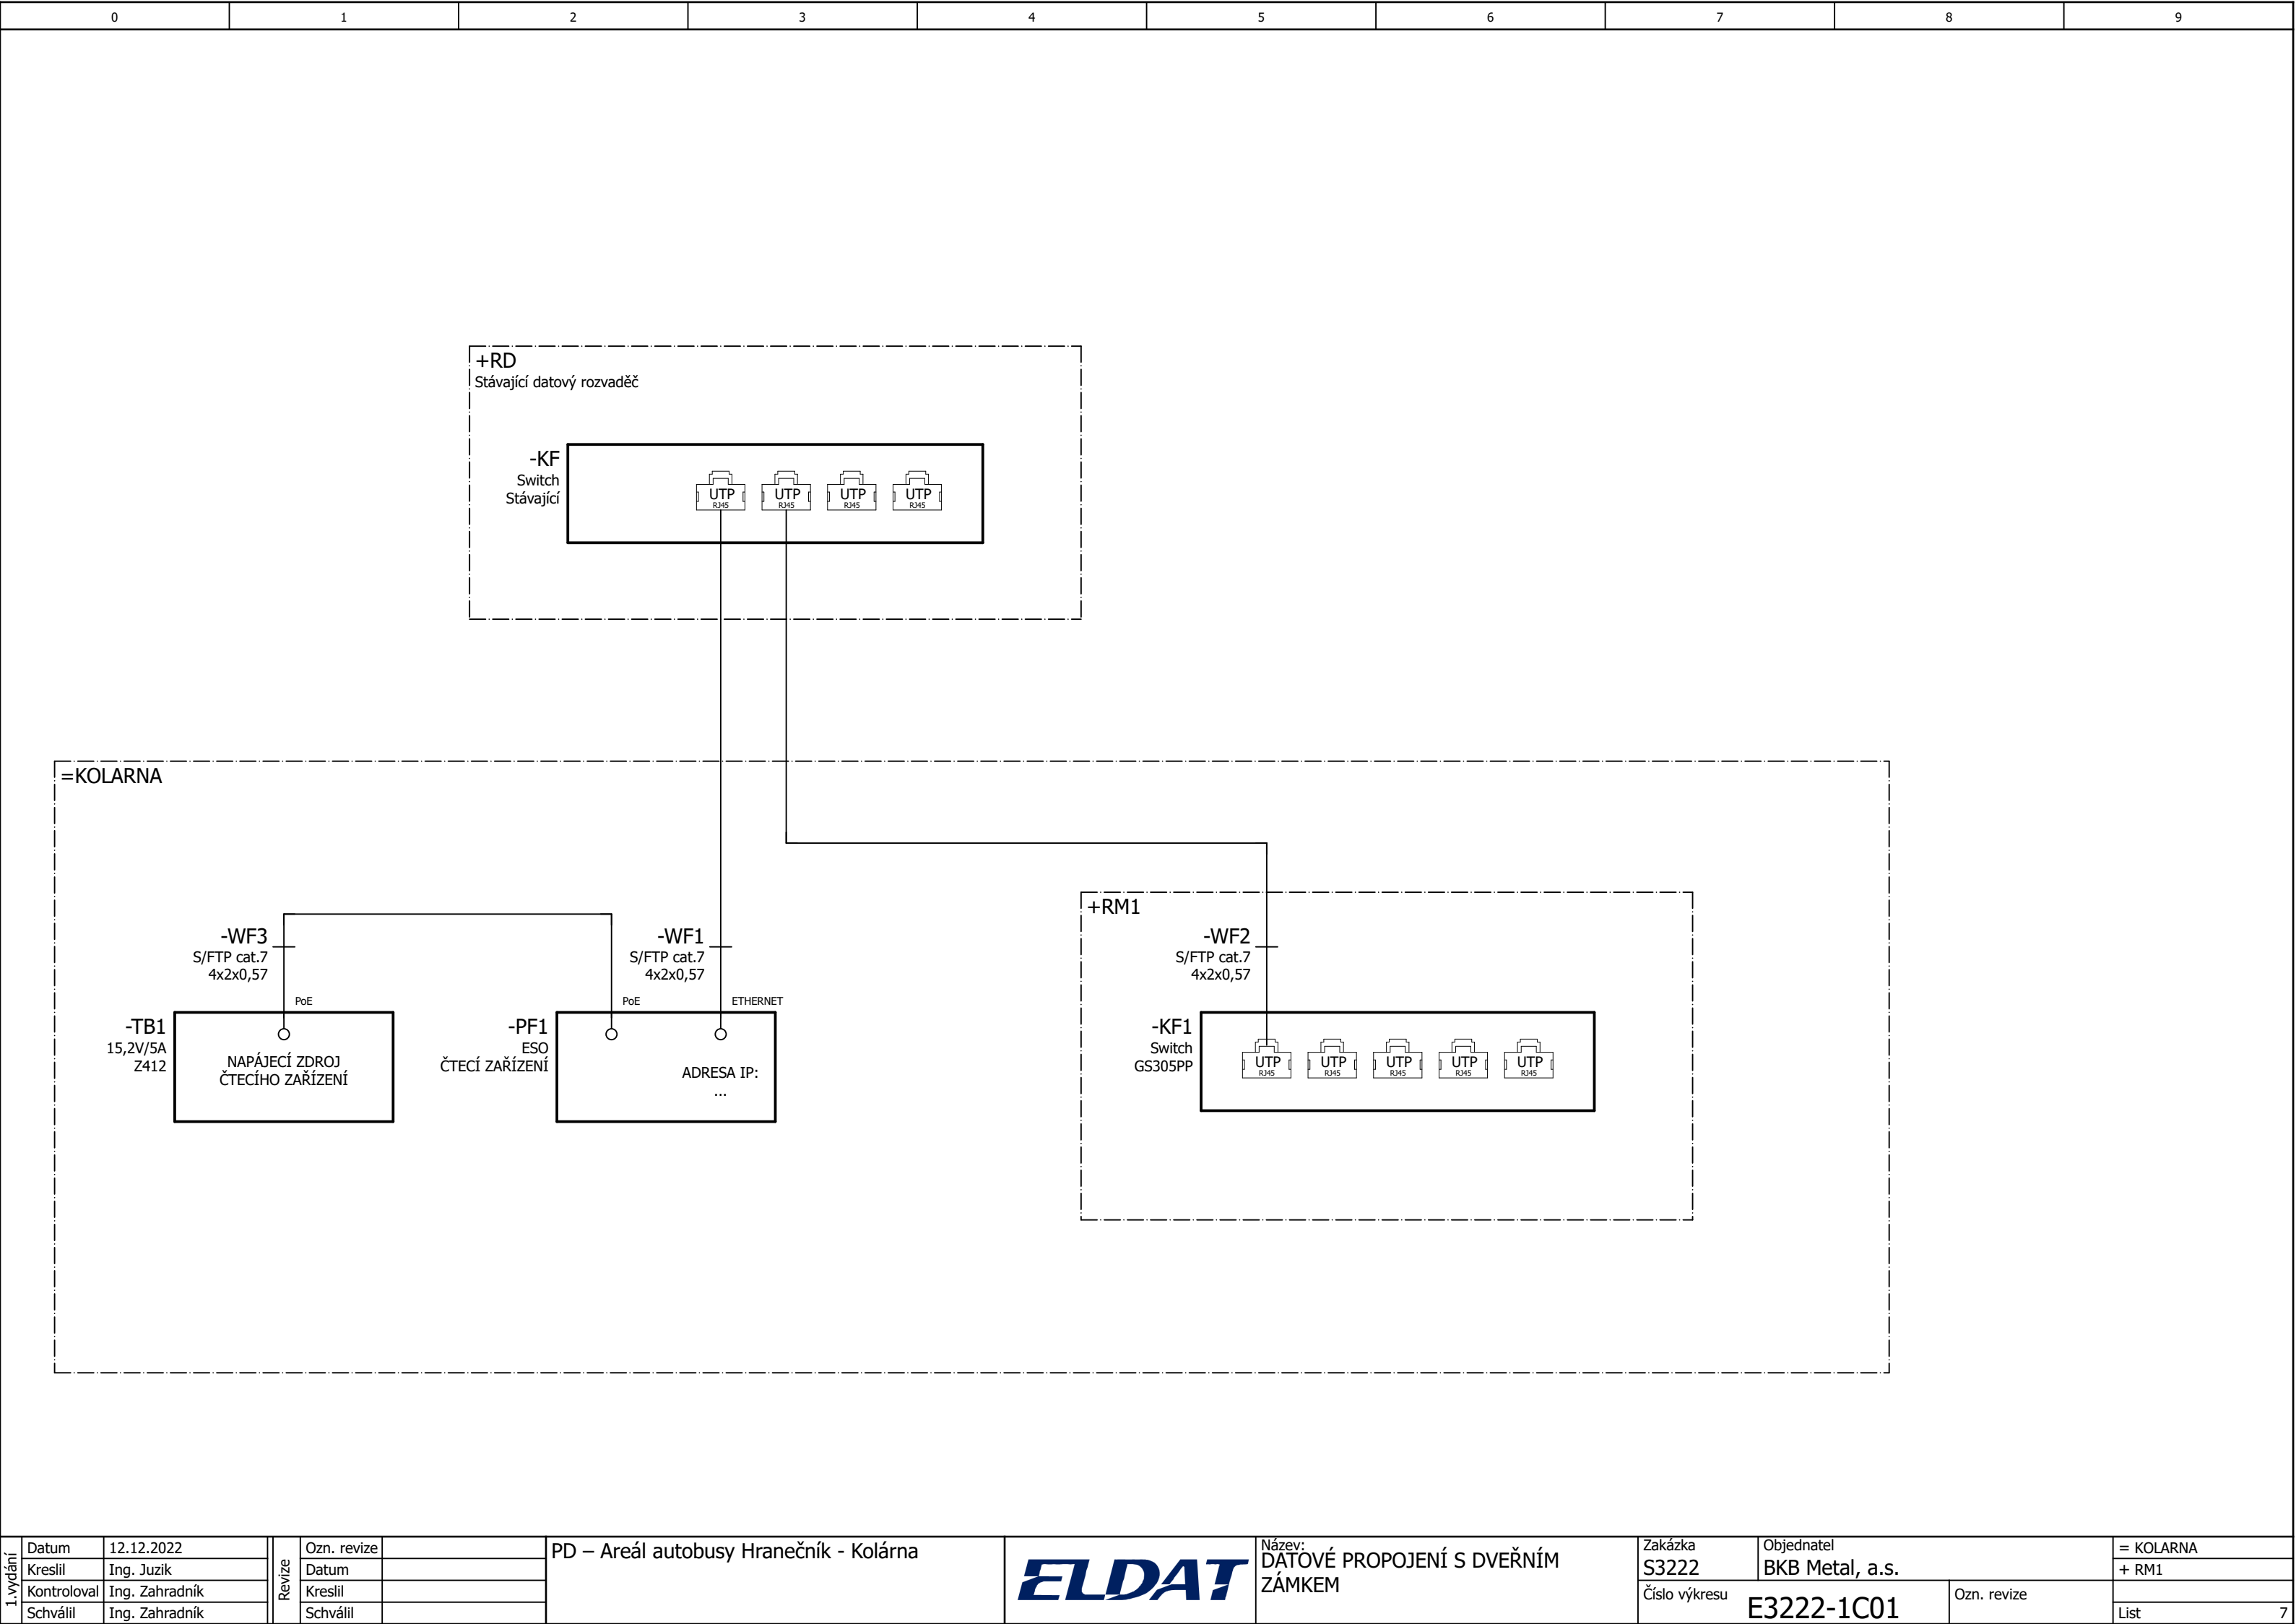 0 1 2 3 4 5 6 7 8 9
+RD
Stávající datový rozvaděč
-KF
Switch
Stávající
UTP UTP UTP UTP
RJ45 RJ45 RJ45 RJ45
=KOLARNA
+RM1
-WF3
S/FTP cat.7
4x2x0,57
-WF1
S/FTP cat.7
4x2x0,57
-WF2
S/FTP cat.7
4x2x0,57
PoE
PoE
ETHERNET
-TB1
15,2V/5A
Z412
NAPÁJECÍ ZDROJ
ČTECÍHO ZAŘÍZENÍ
-PF1
ESO
ČTECÍ ZAŘÍZENÍ
ADRESA IP:
...
-KF1
Switch
GS305PP
UTP UTP UTP UTP UTP
RJ45 RJ45 RJ45 RJ45 RJ45
1.vydání
Datum 12.12.2022
Kreslil Ing. Juzik
Kontroloval Ing. Zahradník
Schválil Ing. Zahradník
Revize
Ozn. revize
Datum
Kreslil
Schválil
PD – Areál autobusy Hranečník - Kolárna
ELDAT
Název:
DATOVÉ PROPOJENÍ S DVEŘNÍM
ZÁMKEM
Zakázka
S3222
Objednatel
BKB Metal, a.s.
Číslo výkresu
E3222-1C01
Ozn. revize
= KOLARNA
+ RM1
List 7